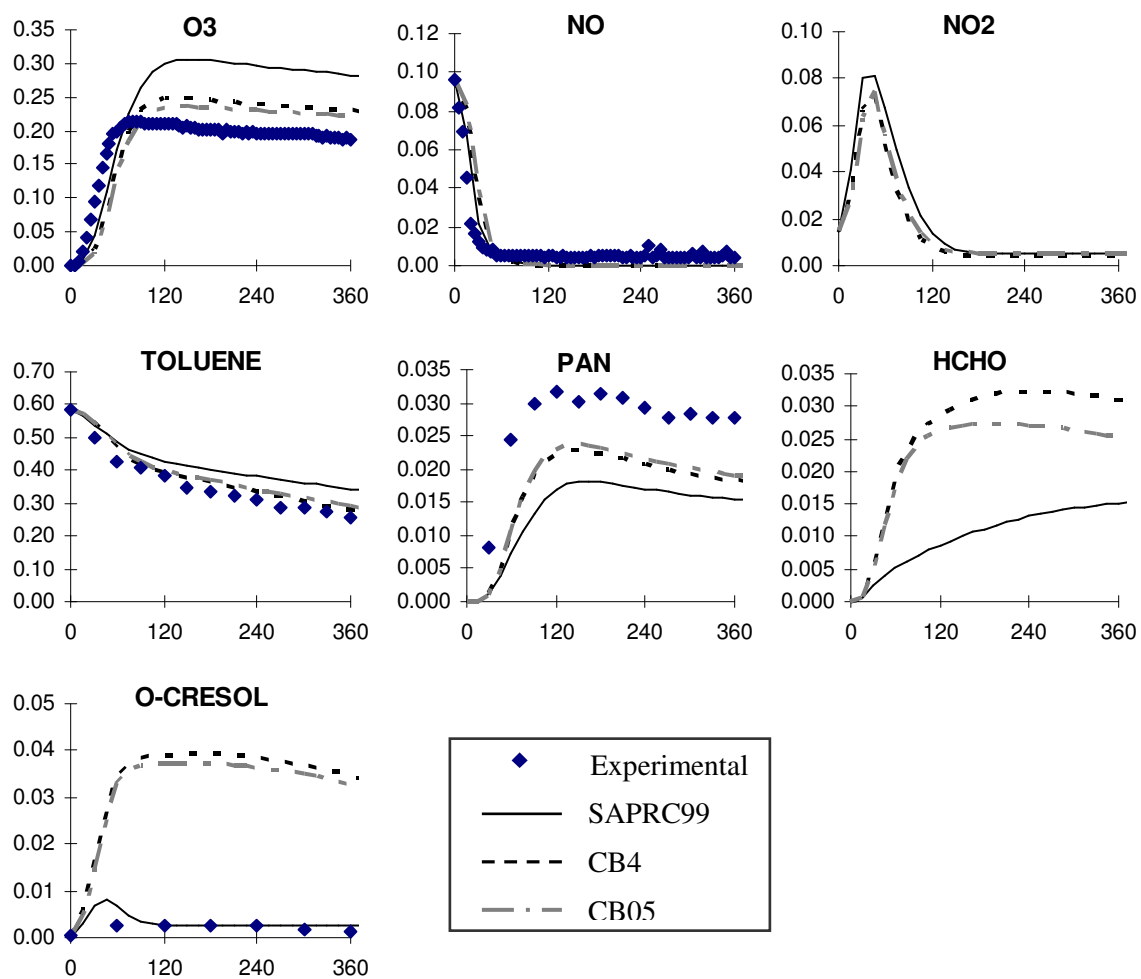 O3
0.35
0.30
0.25
0.20
0.15
0.10
0.05
0.00
0 120 240 360
NO
0.12
0.10
0.08
0.06
0.04
0.02
0.00
0 120 240 360
NO2
0.10
0.08
0.06
0.04
0.02
0.00
0 120 240 360
TOLUENE
0.70
0.60
0.50
0.40
0.30
0.20
0.10
0.00
0 120 240 360
PAN
0.035
0.030
0.025
0.020
0.015
0.010
0.005
0.000
0 120 240 360
HCHO
0.035
0.030
0.025
0.020
0.015
0.010
0.005
0.000
0 120 240 360
O-CRESOL
0.05
0.04
0.03
0.02
0.01
0.00
0 120 240 360
Experimental
SAPRC99
CB4
CB05